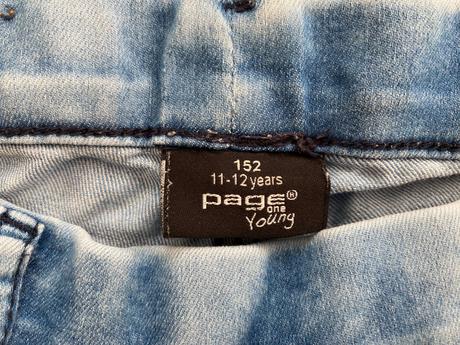 152
11-12 years
page®
one
Young